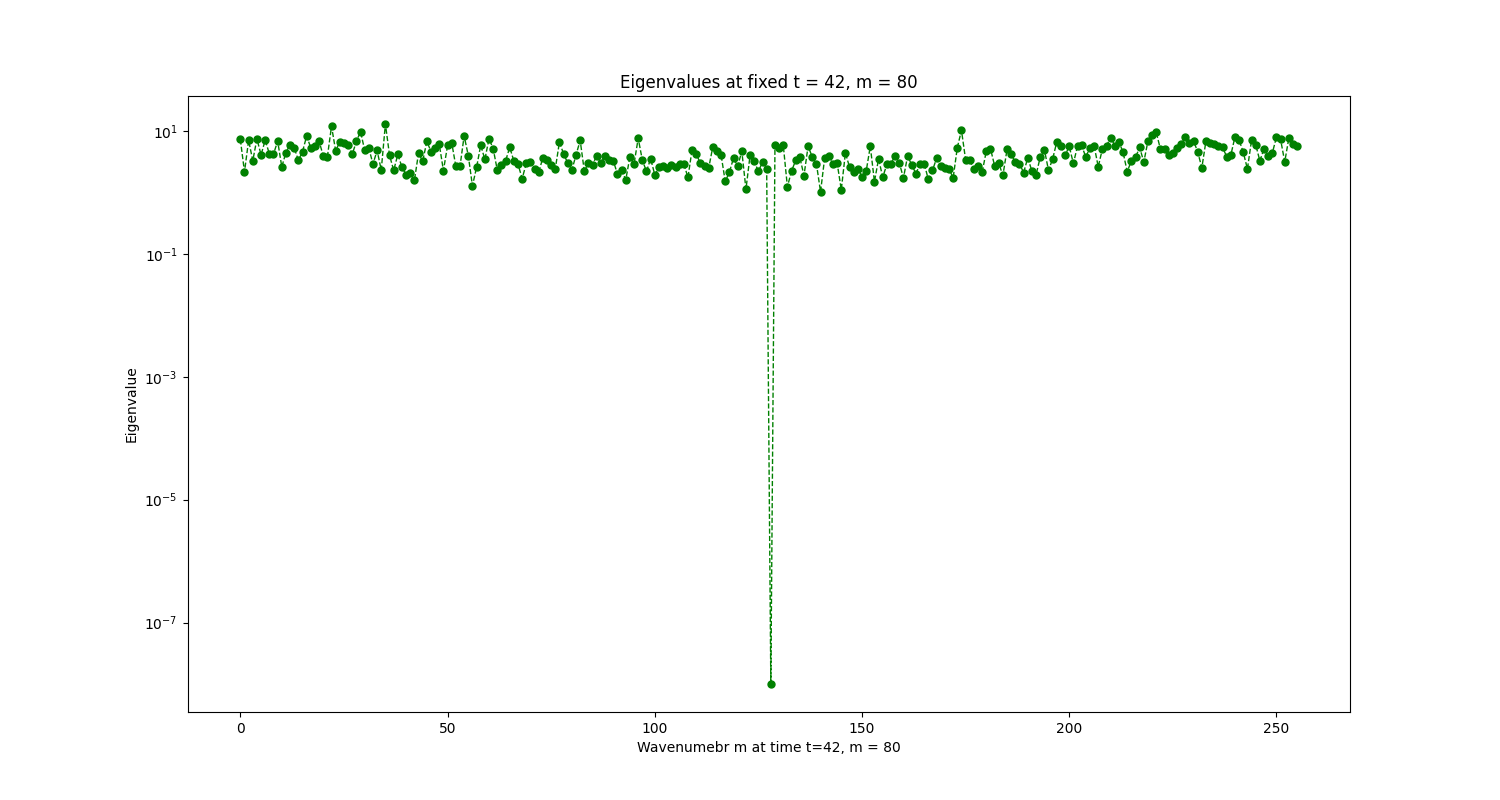 Eigenvalues at fixed t = 42, m = 80
10^1
10^-1
10^-3
10^-5
10^-7
Eigenvalue
0 50 100 150 200 250
Wavenumebr m at time t=42, m = 80